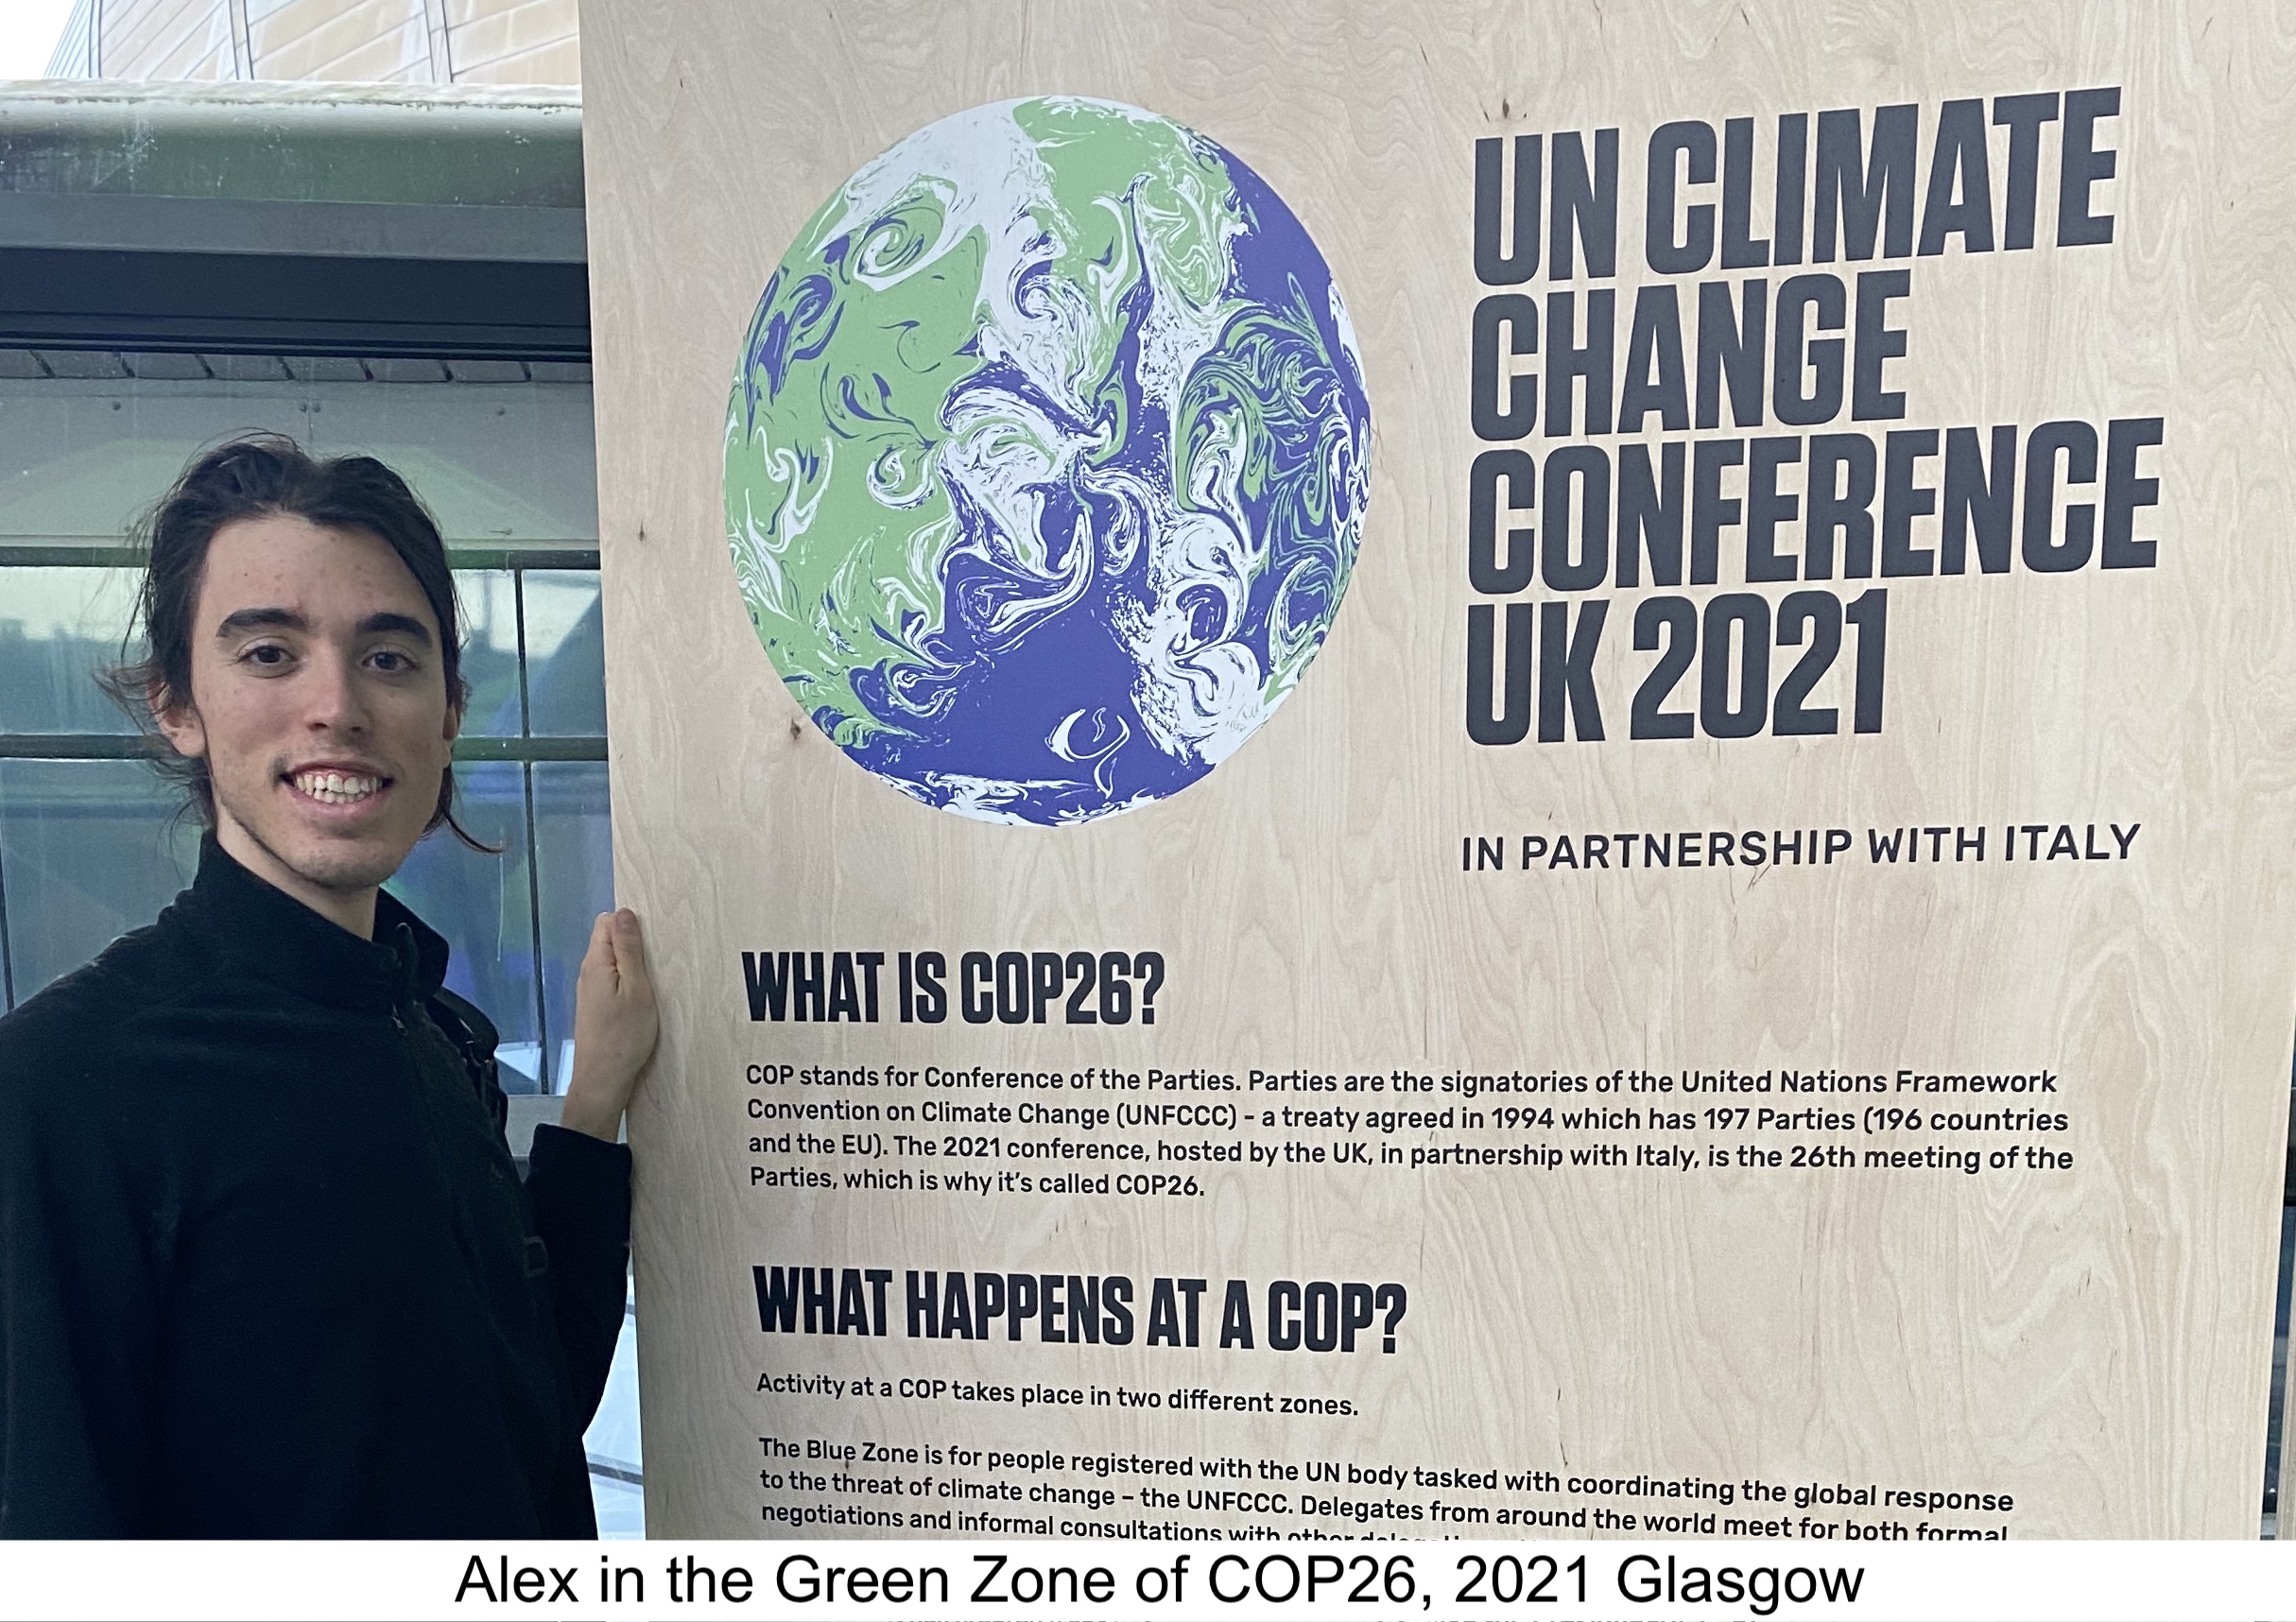 UN CLIMATE
CHANGE
CONFERENCE
UK 2021
IN PARTNERSHIP WITH ITALY
WHAT IS COP26?
COP stands for Conference of the Parties. Parties are the signatories of the United Nations Framework
Convention on Climate Change (UNFCCC) - a treaty agreed in 1994 which has 197 Parties (196 countries
and the EU). The 2021 conference, hosted by the UK, in partnership with Italy, is the 26th meeting of the
Parties, which is why it's called COP26.
WHAT HAPPENS AT A COP?
Activity at a COP takes place in two different zones.
The Blue Zone is for people registered with the UN body tasked with coordinating the global response
to the threat of climate change – the UNFCCC. Delegates from around the world meet for both formal
negotiations and informal consultations with other
Alex in the Green Zone of COP26, 2021 Glasgow